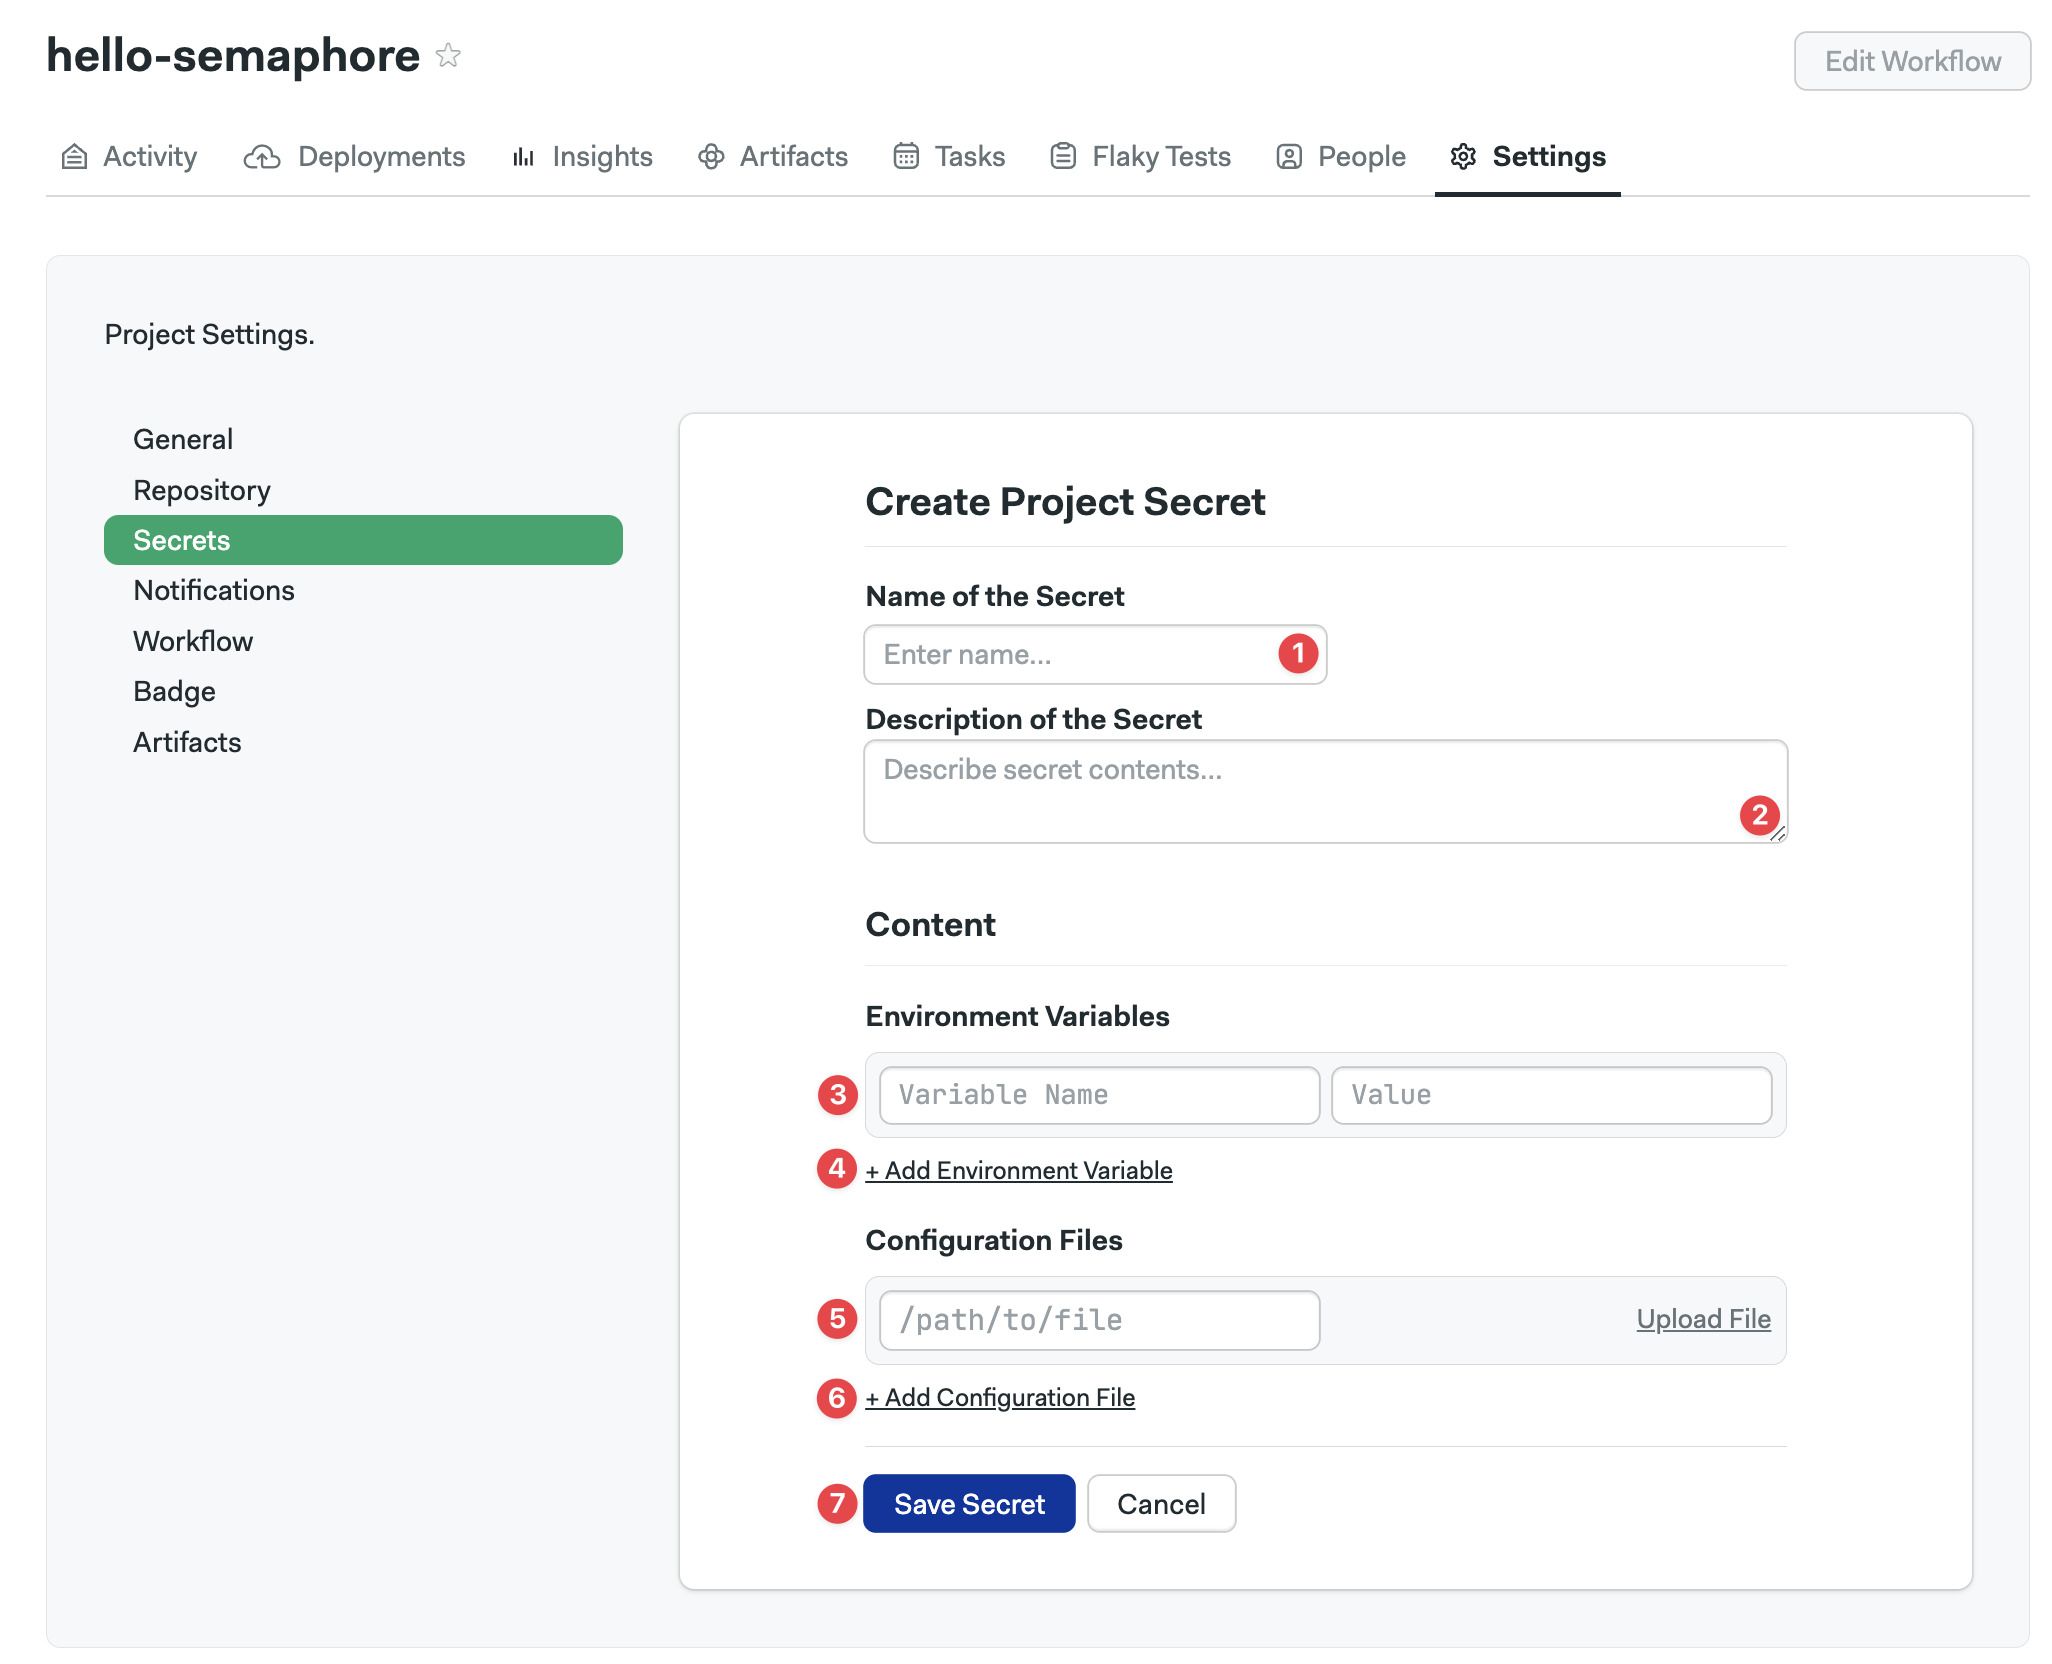 hello-semaphore
Edit Workflow
Activity Deployments Insights Artifacts Tasks Flaky Tests People Settings
Project Settings.
General
Repository
Secrets
Notifications
Workflow
Badge
Artifacts
Create Project Secret
Name of the Secret
Enter name... 1
Description of the Secret
Describe secret contents...
2
Content
Environment Variables
3 Variable Name Value
4 + Add Environment Variable
Configuration Files
5 /path/to/file Upload File
6 + Add Configuration File
7 Save Secret Cancel